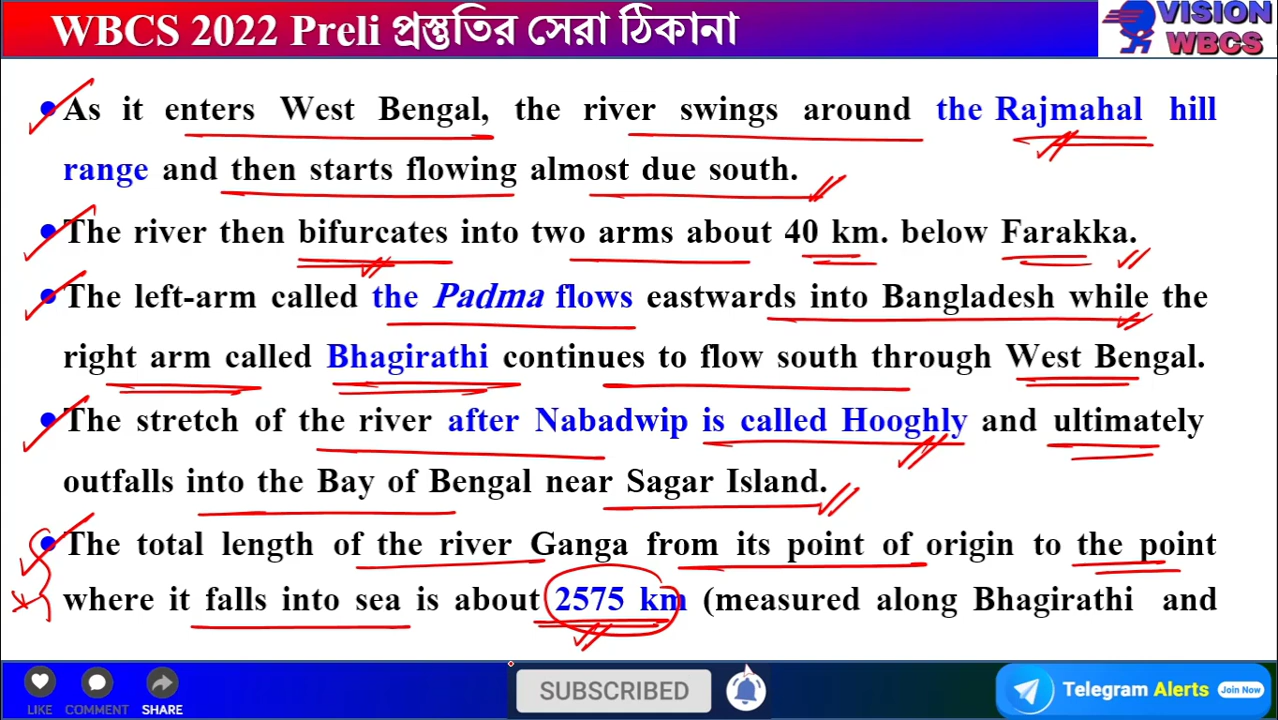 WBCS 2022 Preli প্রস্তুতির সেরা ঠিকানা
VISION
WBCS
As it enters West Bengal, the river swings around the Rajmahal hill
range and then starts flowing almost due south.
The river then bifurcates into two arms about 40 km. below Farakka.
The left-arm called the Padma flows eastwards into Bangladesh while the
right arm called Bhagirathi continues to flow south through West Bengal.
The stretch of the river after Nabadwip is called Hooghly and ultimately
outfalls into the Bay of Bengal near Sagar Island.
The total length of the river Ganga from its point of origin to the point
where it falls into sea is about 2575 km (measured along Bhagirathi and
LIKE COMMENT SHARE
SUBSCRIBED
Telegram Alerts Join Now